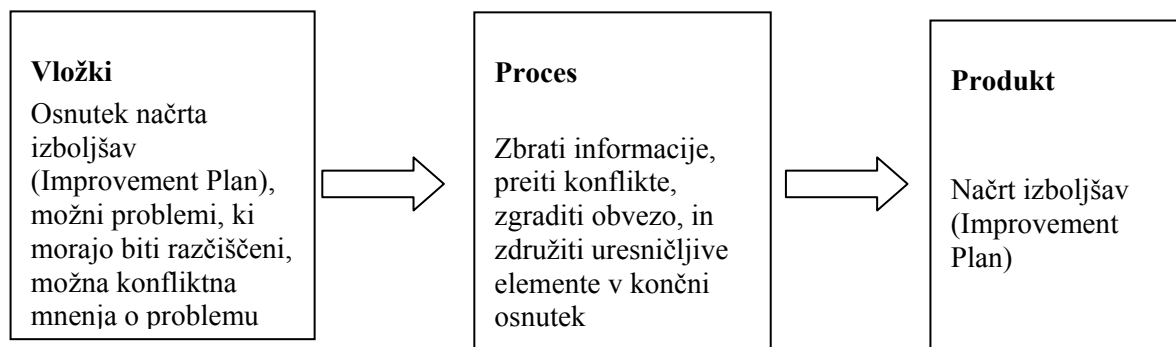 Vložki
Osnutek načrta
izboljšav
(Improvement Plan),
možni problemi, ki
morajo biti razčiščeni,
možna konfliktna
mnenja o problemu
Proces
Zbrati informacije,
preiti konflikte,
zgraditi obvezo, in
združiti uresničljive
elemente v končni
osnutek
Produkt
Načrt izboljšav
(Improvement
Plan)